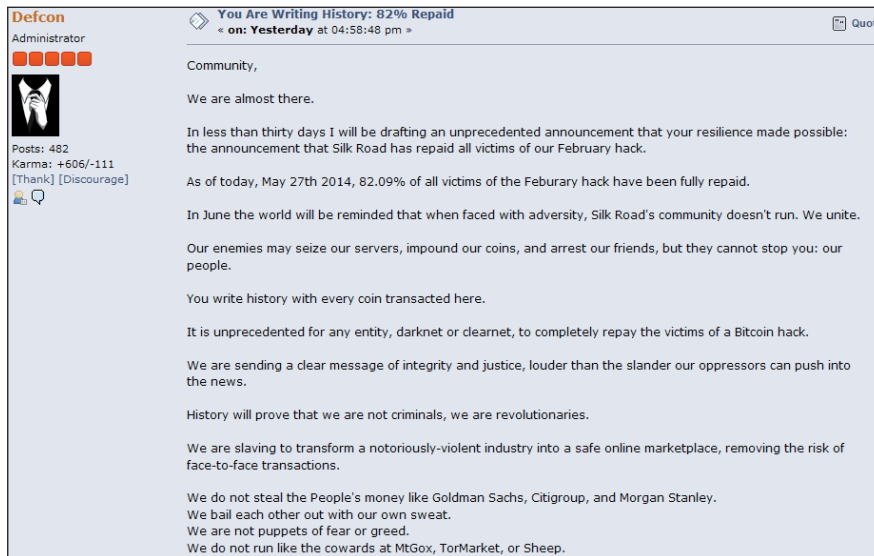 Defcon
Administrator
Posts: 482
Karma: +606/-111
[Thank] [Discourage]
You Are Writing History: 82% Repaid
« on: Yesterday at 04:58:48 pm »
Quot
Community,
We are almost there.
In less than thirty days I will be drafting an unprecedented announcement that your resilience made possible:
the announcement that Silk Road has repaid all victims of our February hack.
As of today, May 27th 2014, 82.09% of all victims of the Feburary hack have been fully repaid.
In June the world will be reminded that when faced with adversity, Silk Road's community doesn't run. We unite.
Our enemies may seize our servers, impound our coins, and arrest our friends, but they cannot stop you: our
people.
You write history with every coin transacted here.
It is unprecedented for any entity, darknet or clearnet, to completely repay the victims of a Bitcoin hack.
We are sending a clear message of integrity and justice, louder than the slander our oppressors can push into
the news.
History will prove that we are not criminals, we are revolutionaries.
We are slaving to transform a notoriously-violent industry into a safe online marketplace, removing the risk of
face-to-face transactions.
We do not steal the People's money like Goldman Sachs, Citigroup, and Morgan Stanley.
We bail each other out with our own sweat.
We are not puppets of fear or greed.
We do not run like the cowards at MtGox, TorMarket, or Sheep.